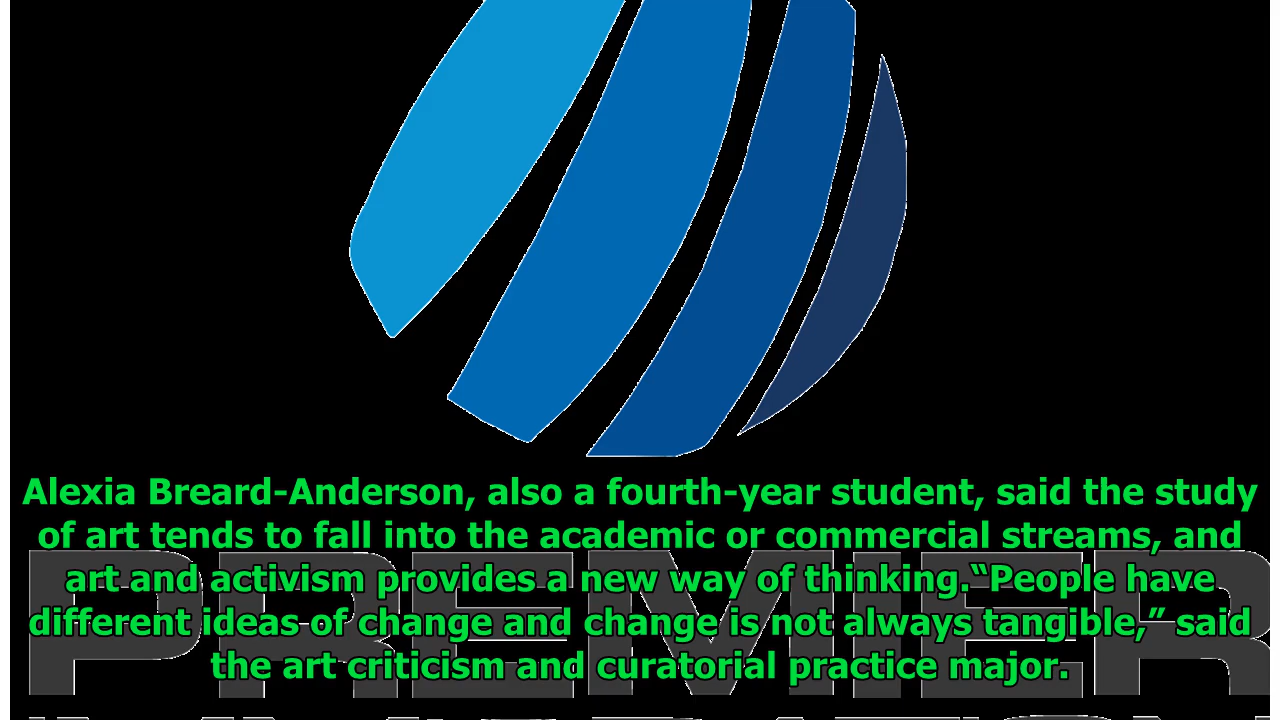 Alexia Breard-Anderson, also a fourth-year student, said the study
of art tends to fall into the academic or commercial streams, and
art and activism provides a new way of thinking.“People have
different ideas of change and change is not always tangible,” said
the art criticism and curatorial practice major.
PREMIER